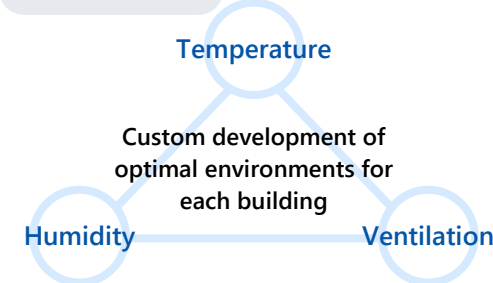 Temperature
Custom development of
optimal environments for
each building
Humidity
Ventilation